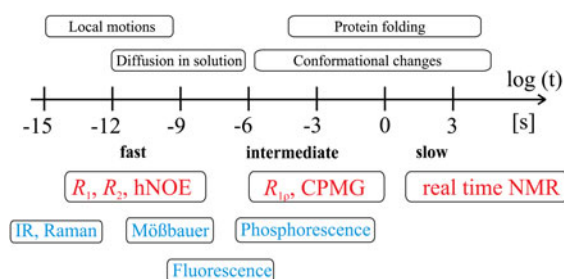 Local motions
Protein folding
Diffusion in solution
Conformational changes
log (t)
-15 -12 -9 -6 -3 0 3 [s]
fast intermediate slow
R₁, R₂, hNOE
R₁ρ, CPMG
real time NMR
IR, Raman
Mößbauer
Phosphorescence
Fluorescence